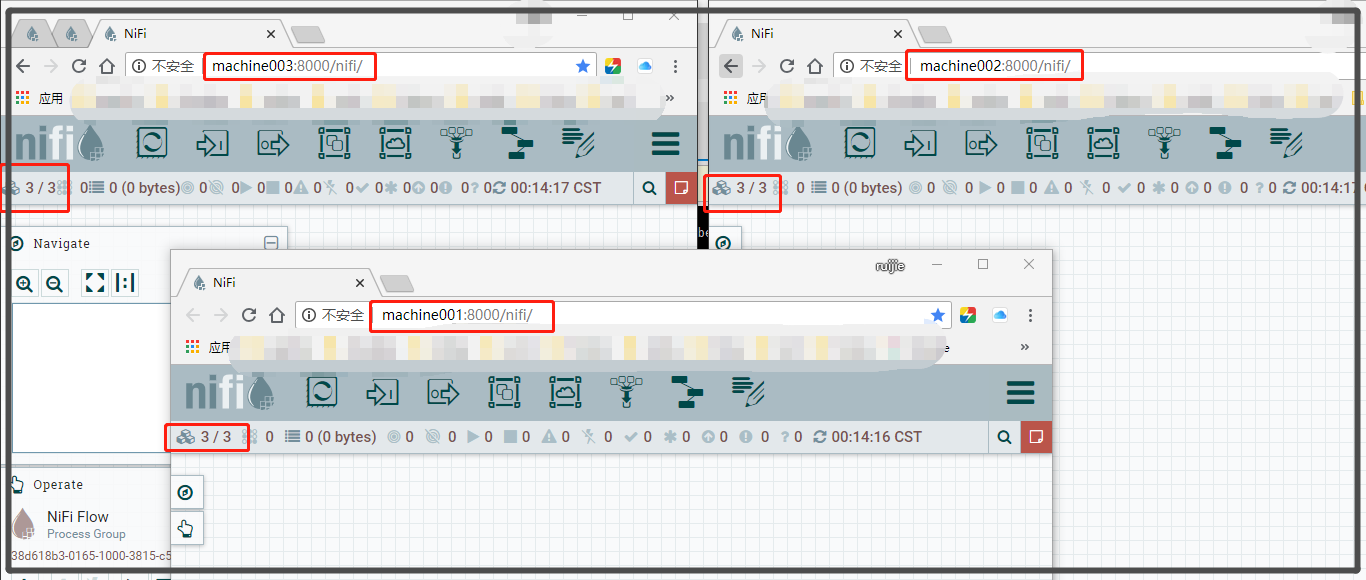 NiFi
不安全 machine003:8000/nifi/
应用 »
nifi
3 / 3 0 0 (0 bytes) 0 0 0 0 0 0 0 0 0 0 ? 0 00:14:17 CST
Navigate
Operate
NiFi Flow
Process Group
38d618b3-0165-1000-3815-c5
NiFi
不安全 machine002:8000/nifi/
应用
nifi
3 / 3 0 0 (0 bytes) 0 0 0 0 0 0 0 0 0 0 ? 0 00:14:17
be
ruijie
NiFi
不安全 machine001:8000/nifi/
应用 e »
nifi
3 / 3 0 0 (0 bytes) 0 0 0 0 0 0 0 0 0 0 ? 0 00:14:16 CST